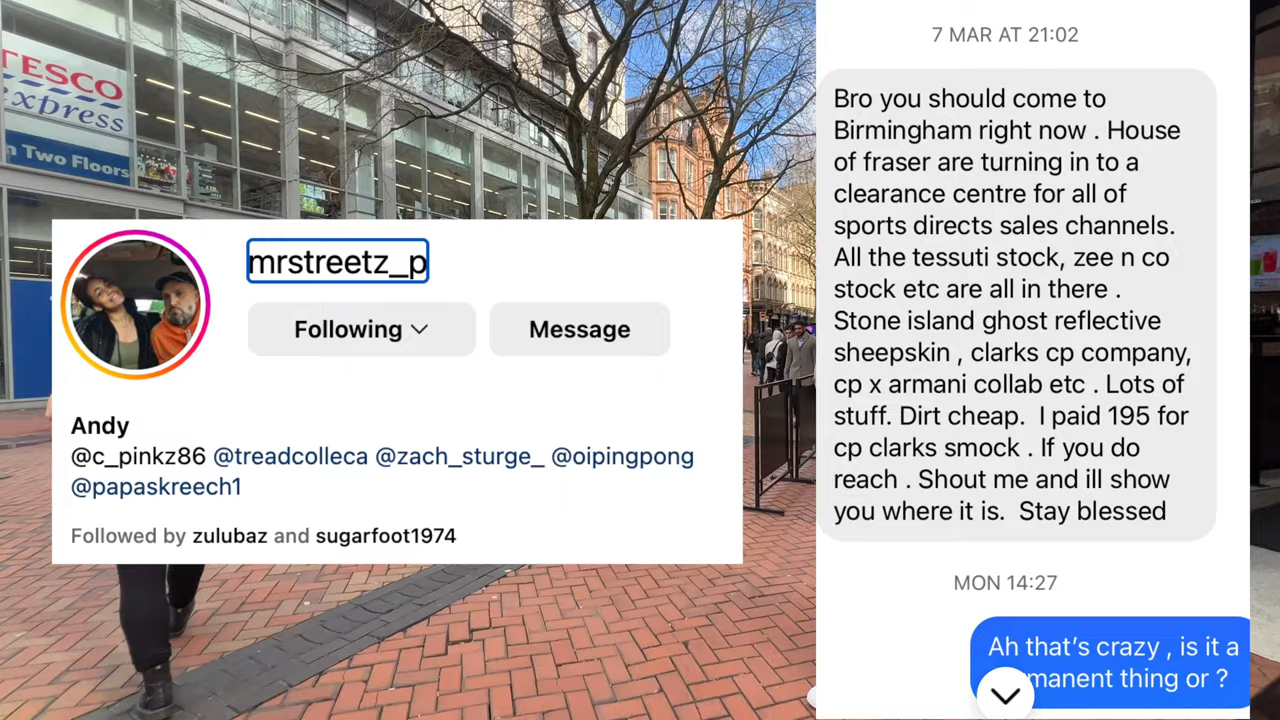 TESCO
express
n Two Floors
mrstreetz_p
Following
Message
Andy
@c_pinkz86 @treadcolleca @zach_sturge_ @oipingpong
@papaskreech1
Followed by zulubaz and sugarfoot1974
7 MAR AT 21:02
Bro you should come to
Birmingham right now . House
of fraser are turning in to a
clearance centre for all of
sports directs sales channels.
All the tessuti stock, zee n co
stock etc are all in there .
Stone island ghost reflective
sheepskin , clarks cp company,
cp x armani collab etc . Lots of
stuff. Dirt cheap.  I paid 195 for
cp clarks smock . If you do
reach . Shout me and ill show
you where it is.  Stay blessed
MON 14:27
Ah that's crazy , is it a
manent thing or ?